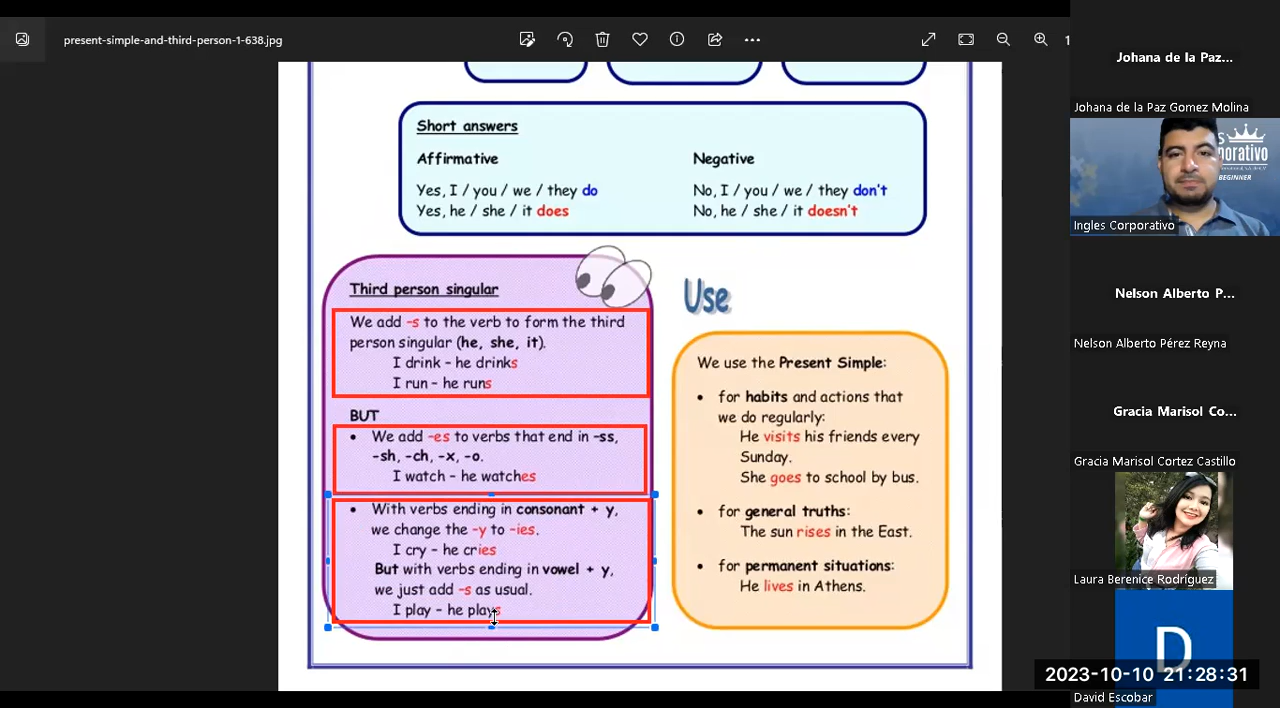 present-simple-and-third-person-1-638.jpg
1
Short answers
Affirmative
Negative
Yes, I / you / we / they do
No, I / you / we / they don't
Yes, he / she / it does
No, he / she / it doesn't
Third person singular
We add -s to the verb to form the third
person singular (he, she, it).
I drink – he drinks
I run – he runs
BUT
• We add -es to verbs that end in -ss,
-sh, -ch, -x, -o.
I watch – he watches
• With verbs ending in consonant + y,
we change the -y to -ies.
I cry – he cries
But with verbs ending in vowel + y,
we just add -s as usual.
I play – he plays
Use
We use the Present Simple:
• for habits and actions that
we do regularly:
He visits his friends every
Sunday.
She goes to school by bus.
• for general truths:
The sun rises in the East.
• for permanent situations:
He lives in Athens.
Johana de la Paz...
Johana de la Paz Gomez Molina
BEGINNER
Ingles Corporativo
Nelson Alberto P...
Nelson Alberto Pérez Reyna
Gracia Marisol Co...
Gracia Marisol Cortez Castillo
Laura Berenice Rodríguez
D
2023-10-10 21:28:31
David Escobar